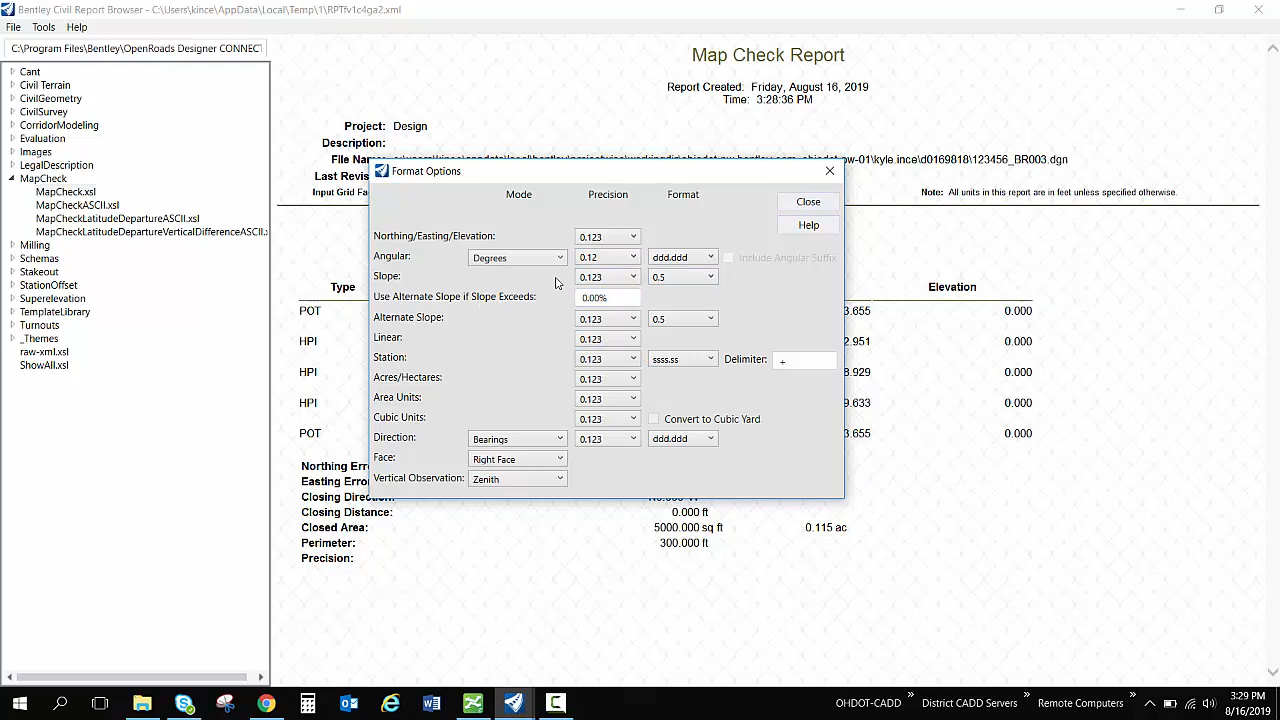 Bentley Civil Report Browser - C:\Users\kince\AppData\Local\Temp\1\RPTfv1c4ga2.xml
File Tools Help
C:\Program Files\Bentley\OpenRoads Designer CONNECT
Cant
Civil Terrain
CivilGeometry
CivilSurvey
CorridorModeling
Evaluation
Images
LegalDescription
MapCheck
MapCheck.xsl
MapCheckASCII.xsl
MapCheckLatitudeDepartureASCII.xsl
MapCheckLatitudeDepartureVerticalDifferenceASCII.
Milling
Schemas
Stakeout
StationOffset
Superelevation
TemplateLibrary
Turnouts
_Themes
raw-xml.xsl
ShowAll.xsl
Map Check Report
Report Created: Friday, August 16, 2019
Time: 3:28:36 PM
Project: Design
Description:
File Name:
\kyle.ince\d0169818\123456_BR003.dgn
Last Revis
Input Grid Fa
Note: All units in this report are in feet unless specified otherwise.
Type Elevation
POT 3.655 0.000
HPI 2.951 0.000
HPI 8.929 0.000
HPI 9.633 0.000
POT 3.655 0.000
Northing Erro
Easting Error
Closing Direct
Closing Distance: 0.000 ft
Closed Area: 5000.000 sq ft 0.115 ac
Perimeter: 300.000 ft
Precision:
Format Options
Mode Precision Format
Close
Help
Northing/Easting/Elevation: 0.123
Angular: Degrees 0.12 ddd.ddd Include Angular Suffix
Slope: 0.123 0.5
Use Alternate Slope if Slope Exceeds: 0.00%
Alternate Slope: 0.123 0.5
Linear: 0.123
Station: 0.123 ssss.ss Delimiter: +
Acres/Hectares: 0.123
Area Units: 0.123
Cubic Units: 0.123 Convert to Cubic Yard
Direction: Bearings 0.123 ddd.ddd
Face: Right Face
Vertical Observation: Zenith
OHDOT-CADD District CADD Servers Remote Computers
3:29 PM
8/16/2019